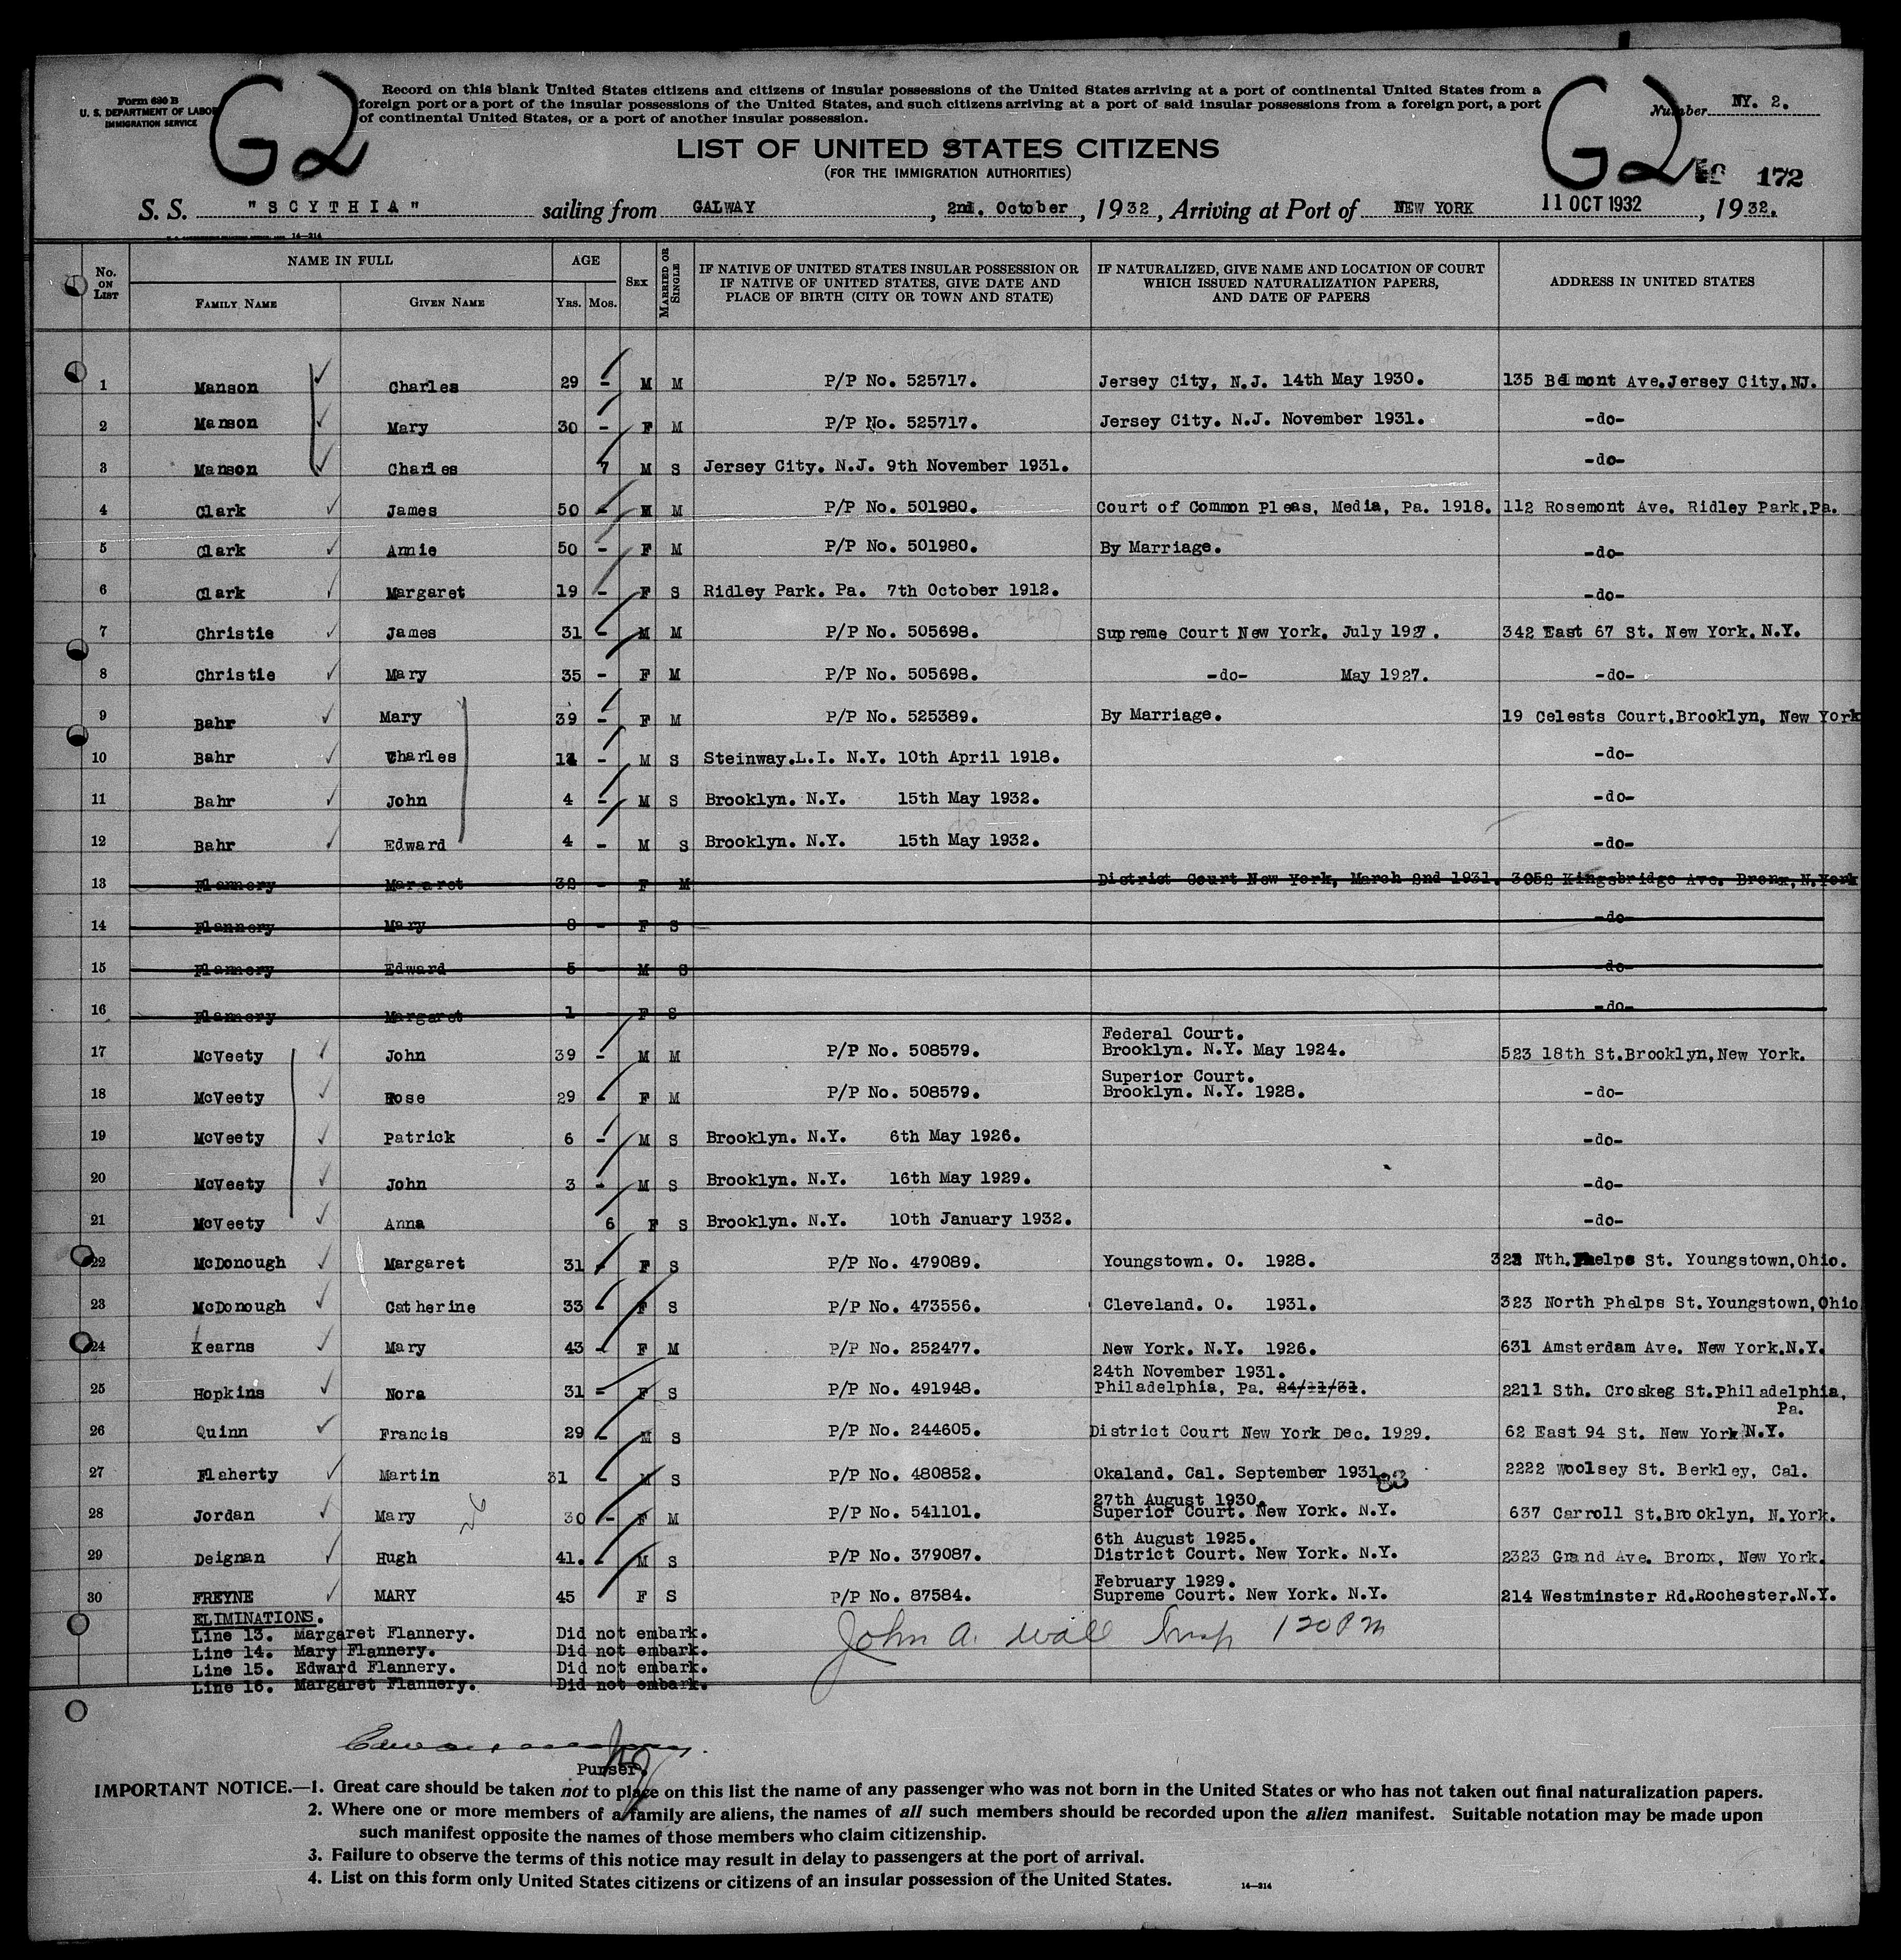 Form 630 B
U. S. DEPARTMENT OF LABOR
IMMIGRATION SERVICE
G2
Record on this blank United States citizens and citizens of insular possessions of the United States arriving at a port of continental United States from a
foreign port or a port of the insular possessions of the United States, and such citizens arriving at a port of said insular possessions from a foreign port, a port
of continental United States, or a port of another insular possession.
G2
Number NY. 2.
LIST OF UNITED STATES CITIZENS
(FOR THE IMMIGRATION AUTHORITIES)
172
S. S. "SCYTHIA" sailing from GALWAY, 2nd. October, 1932, Arriving at Port of NEW YORK 11 OCT 1932, 1932.
14—214
No. ON LIST NAME IN FULL AGE SEX MARRIED OR SINGLE IF NATIVE OF UNITED STATES INSULAR POSSESSION OR IF NATIVE OF UNITED STATES, GIVE DATE AND PLACE OF BIRTH (CITY OR TOWN AND STATE) IF NATURALIZED, GIVE NAME AND LOCATION OF COURT WHICH ISSUED NATURALIZATION PAPERS, AND DATE OF PAPERS ADDRESS IN UNITED STATES
FAMILY NAME GIVEN NAME YRS. MOS.
1 Manson Charles 29 - M M P/P No. 525717. Jersey City, N.J. 14th May 1930. 135 Belmont Ave.Jersey City.NJ.
2 Manson Mary 30 - F M P/P No. 525717. Jersey City. N.J. November 1931. -do-
3 Manson Charles 7 M S Jersey City. N.J. 9th November 1931. -do-
4 Clark James 50 - M M P/P No. 501980. Court of Common Pleas, Media, Pa. 1918. 112 Rosemont Ave. Ridley Park,Pa.
5 Clark Annie 50 - F M P/P No. 501980. By Marriage. -do-
6 Clark Margaret 19 - F S Ridley Park. Pa. 7th October 1912. -do-
7 Christie James 31 - M M P/P No. 505698. Supreme Court New York. July 1927. 342 East 67 St. New York. N.Y.
8 Christie Mary 35 - F M P/P No. 505698. -do- May 1927. -do-
9 Bahr Mary 39 - F M P/P No. 525389. By Marriage. 19 Celests Court.Brooklyn, New York
10 Bahr Charles 14 - M S Steinway.L.I. N.Y. 10th April 1918. -do-
11 Bahr John 4 - M S Brooklyn. N.Y. 15th May 1932. -do-
12 Bahr Edward 4 - M S Brooklyn. N.Y. 15th May 1932. -do-
13 Flannery Margaret 32 - F M District Court New York, March 2nd 1931. 3052 Kingsbridge Ave. Bronx, N.York
14 Flannery Mary 8 - F S -do-
15 Flannery Edward 5 - M S -do-
16 Flannery Margaret 1 F S -do-
17 McVeety John 39 - M M P/P No. 508579. Federal Court. Brooklyn. N.Y. May 1924. 523 18th St.Brooklyn,New York.
18 McVeety Rose 29 - F M P/P No. 508579. Superior Court. Brooklyn. N.Y. 1928. -do-
19 McVeety Patrick 6 - M S Brooklyn. N.Y. 6th May 1926. -do-
20 McVeety John 3 - M S Brooklyn. N.Y. 16th May 1929. -do-
21 McVeety Anna 6 F S Brooklyn. N.Y. 10th January 1932. -do-
22 McDonough Margaret 31 - F S P/P No. 479089. Youngstown. O. 1928. Nth. Phelps St. Youngstown,Ohio.
23 McDonough Catherine 33 - F S P/P No. 473556. Cleveland. O. 1931. 323 North Phelps St.Youngstown,Ohio
24 Kearns Mary 43 - F M P/P No. 252477. New York. N.Y. 1926. 631 Amsterdam Ave. New York.N.Y.
25 Hopkins Nora 31 - F S P/P No. 491948. 24th November 1931. Philadelphia, Pa. 24/11/31. 2211 Sth. Croskeg St.Philadelphia, Pa.
26 Quinn Francis 29 - M S P/P No. 244605. District Court New York Dec. 1929. 62 East 94 St. New York N.Y.
27 Flaherty Martin 31 - M S P/P No. 480852. Okaland. Cal. September 1931. 2222 Woolsey St. Berkley, Cal.
28 Jordan Mary 26 30 - F M P/P No. 541101. 27th August 1930. Superior Court. New York. N.Y. 637 Carroll St.Brooklyn, N.York.
29 Deignan Hugh 41. - M S P/P No. 379087. 6th August 1925. District Court. New York. N.Y. 2323 Grand Ave. Bronx, New York.
30 FREYNE MARY 45 F S P/P No. 87584. February 1929. Supreme Court. New York. N.Y. 214 Westminster Rd.Rochester.N.Y.
ELIMINATIONS.
Line 13. Margaret Flannery. Did not embark.
Line 14. Mary Flannery. Did not embark.
Line 15. Edward Flannery. Did not embark.
Line 16. Margaret Flannery. Did not embark.
John A. Wall Insp 120 PM
Purser.
IMPORTANT NOTICE.—1. Great care should be taken not to place on this list the name of any passenger who was not born in the United States or who has not taken out final naturalization papers.
2. Where one or more members of a family are aliens, the names of all such members should be recorded upon the alien manifest. Suitable notation may be made upon
such manifest opposite the names of those members who claim citizenship.
3. Failure to observe the terms of this notice may result in delay to passengers at the port of arrival.
4. List on this form only United States citizens or citizens of an insular possession of the United States.
14—214